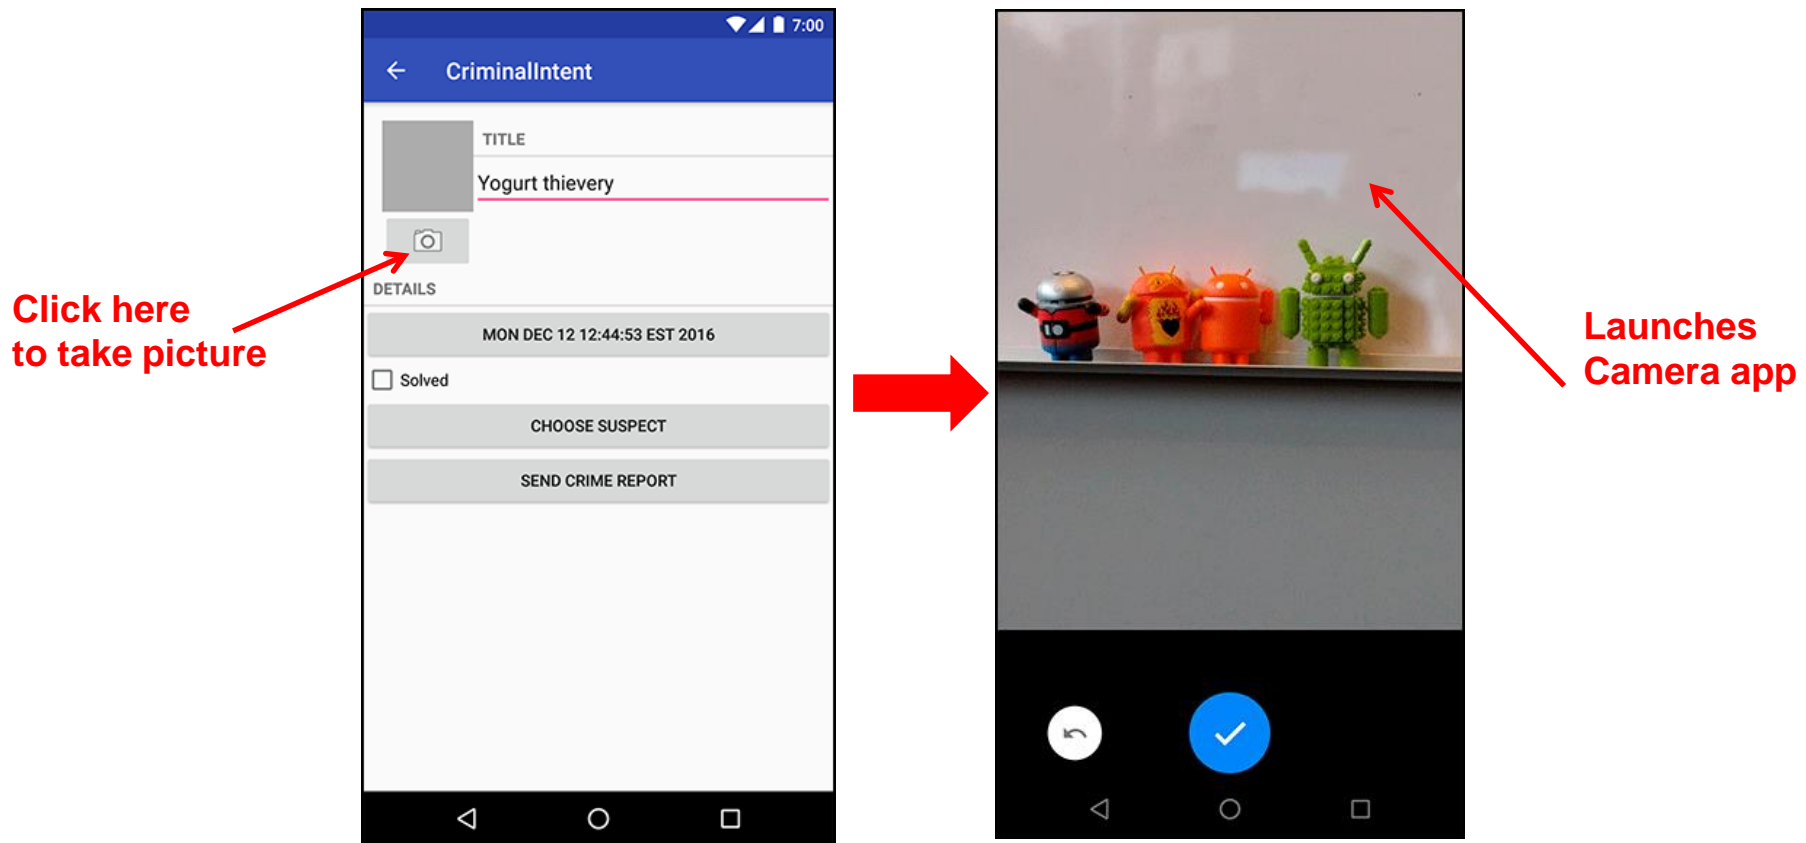 7:00
CriminalIntent
TITLE
Yogurt thievery
Click here
to take picture
DETAILS
MON DEC 12 12:44:53 EST 2016
Solved
CHOOSE SUSPECT
SEND CRIME REPORT
Launches
Camera app